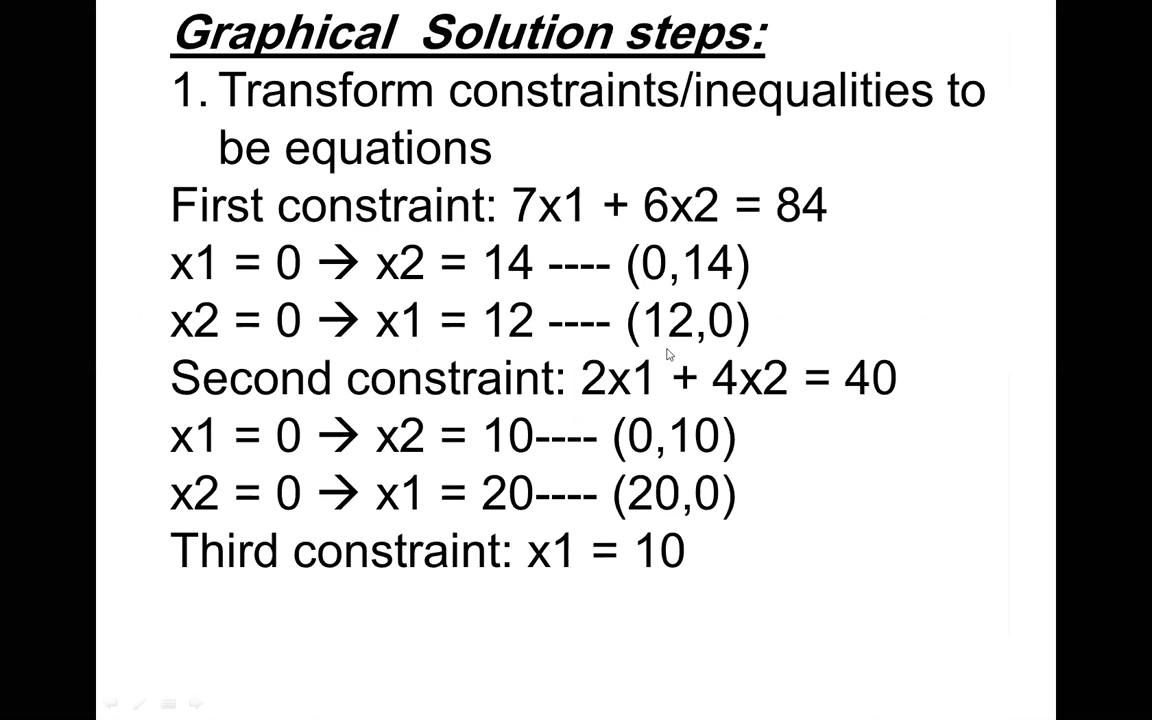 Graphical Solution steps:
1. Transform constraints/inequalities to
be equations
First constraint: 7x1 + 6x2 = 84
x1 = 0 → x2 = 14 ---- (0,14)
x2 = 0 → x1 = 12 ---- (12,0)
Second constraint: 2x1 + 4x2 = 40
x1 = 0 → x2 = 10---- (0,10)
x2 = 0 → x1 = 20---- (20,0)
Third constraint: x1 = 10